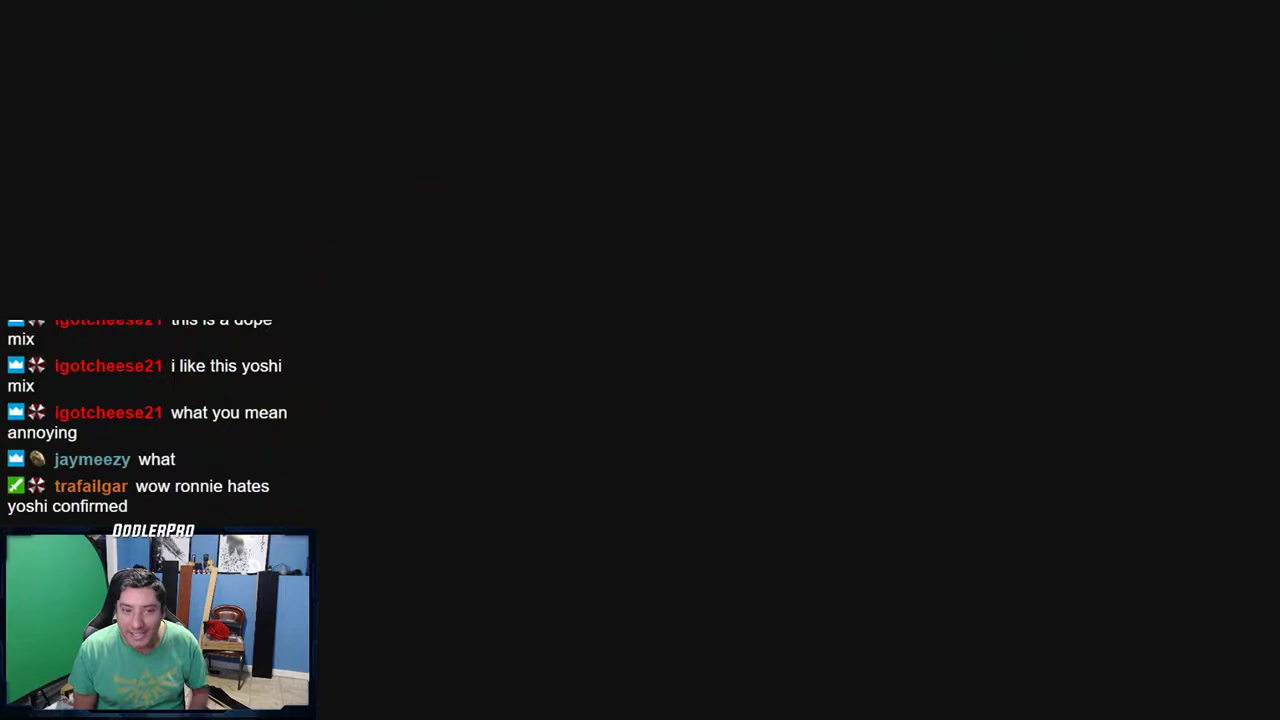 igotcheese21 this is a dope
mix
igotcheese21 i like this yoshi
mix
igotcheese21 what you mean
annoying
jaymeezy what
trafailgar wow ronnie hates
yoshi confirmed
ODDLERPRO